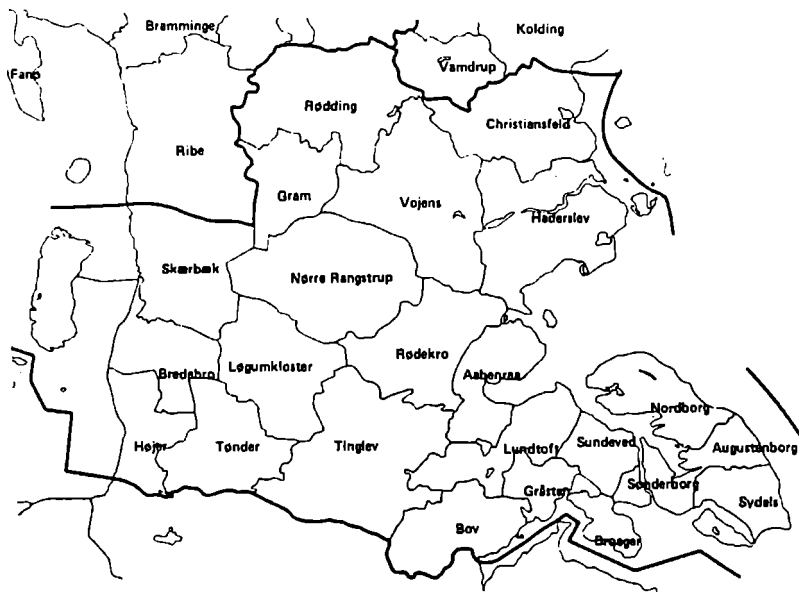 Bramminge
Kolding
Fanø
Vamdrup
Rødding
Christiansfeld
Ribe
Gram
Vojens
Haderslev
Skærbæk
Nørre Rangstrup
Rødekro
Løgumkloster
Bredebro
Aabenraa
Nordborg
Højer
Tønder
Tinglev
Lundtoft
Sundeved
Augustenborg
Sønderborg
Gråsten
Sydels
Bov
Broager